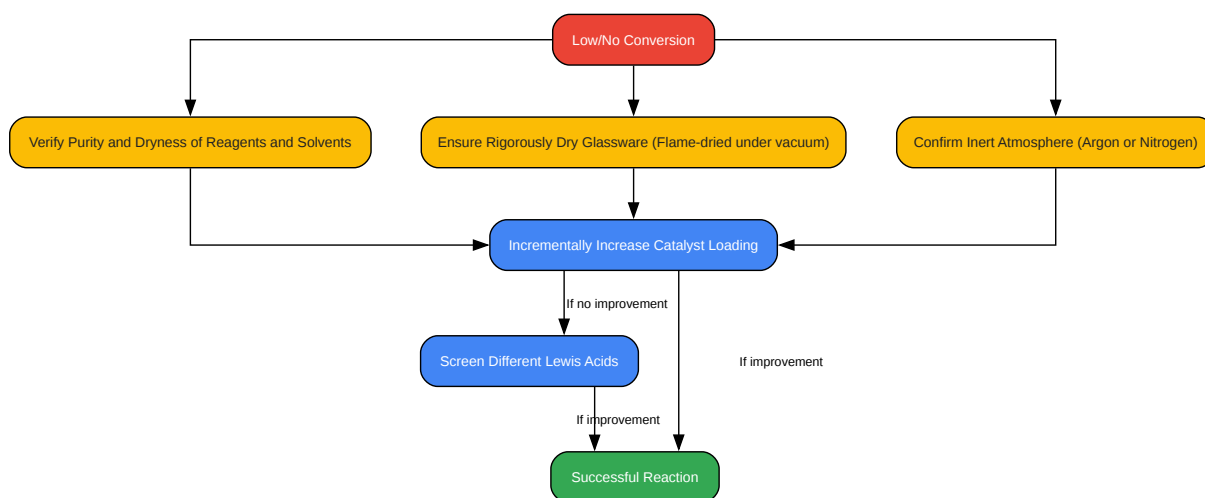 Low/No Conversion
Verify Purity and Dryness of Reagents and Solvents
Ensure Rigorously Dry Glassware (Flame-dried under vacuum)
Confirm Inert Atmosphere (Argon or Nitrogen)
Incrementally Increase Catalyst Loading
If no improvement
Screen Different Lewis Acids
If improvement
If improvement
Successful Reaction